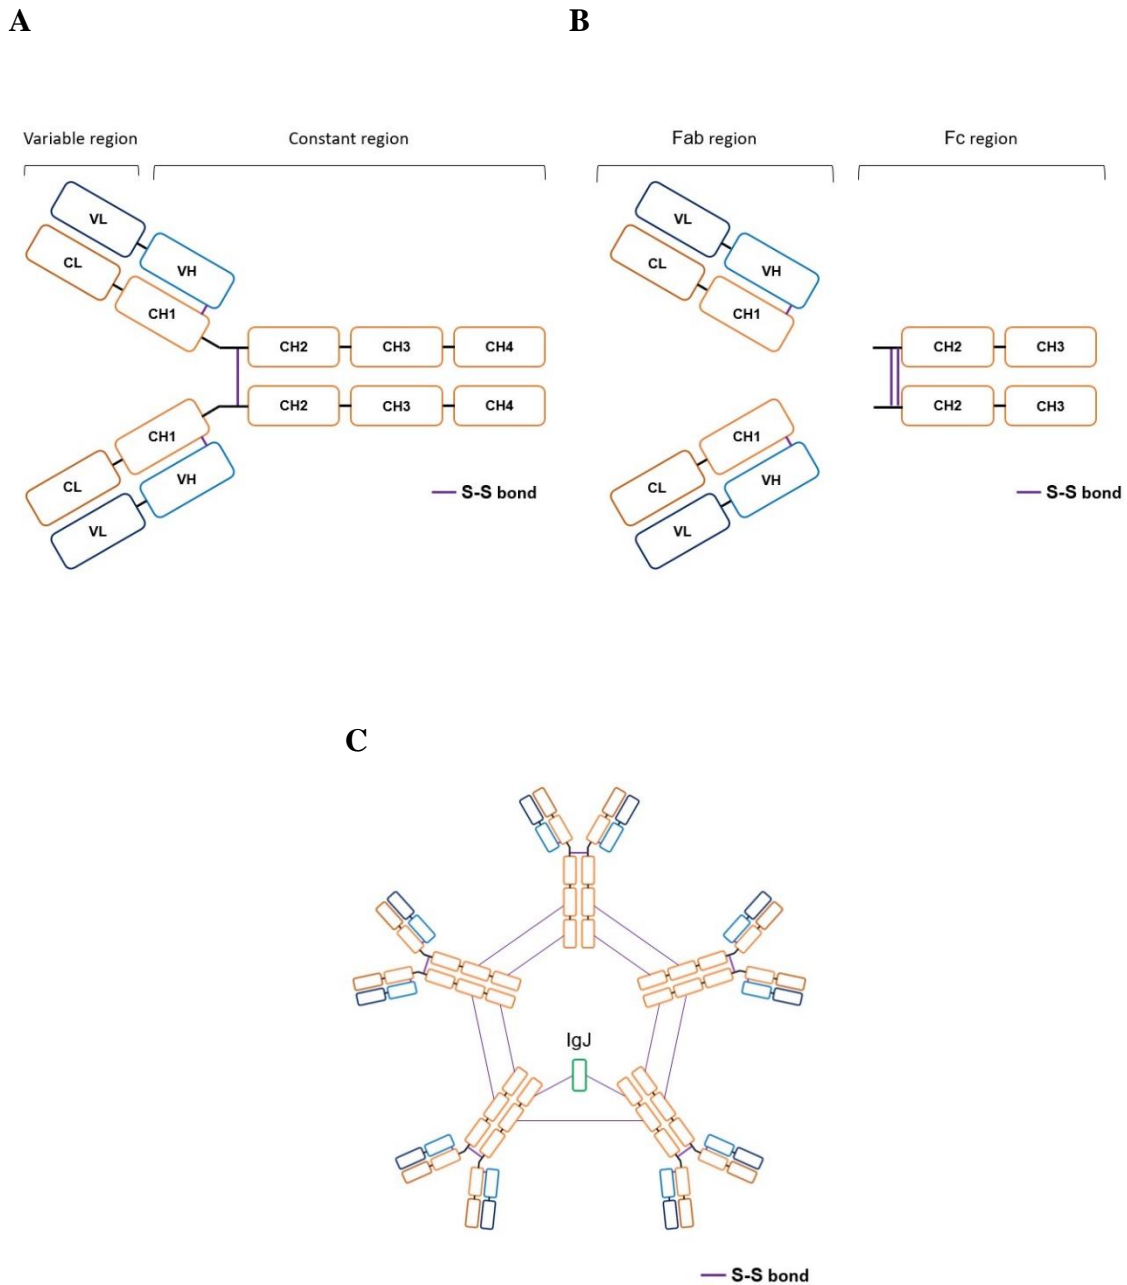 A
B
Variable region
Constant region
Fab region
Fc region
VL
CL
VH
CH1
CH2
CH3
CH4
CH2
CH3
CH4
CH1
VH
CL
VL
S-S bond
VL
CL
VH
CH1
CH2
CH3
CH2
CH3
CH1
VH
CL
VL
S-S bond
C
IgJ
S-S bond